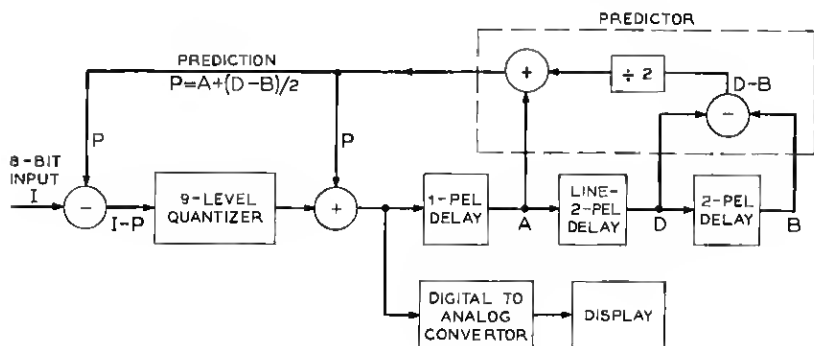 PREDICTOR
PREDICTION
P=A+(D-B)/2
+
÷ 2
D-B
-
P
P
8-BIT
INPUT
I
-
I-P
9-LEVEL
QUANTIZER
+
1-PEL
DELAY
A
LINE-
2-PEL
DELAY
D
2-PEL
DELAY
B
DIGITAL TO
ANALOG
CONVERTOR
DISPLAY